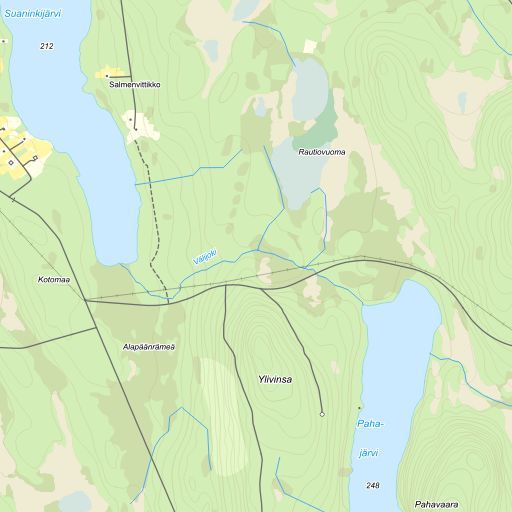 Suaninkijärvi
212
Salmenvittikko
Rautiovuoma
Välijoki
Kotomaa
Alapäänrämeä
Ylivinsa
Paha-
järvi
248
Pahavaara